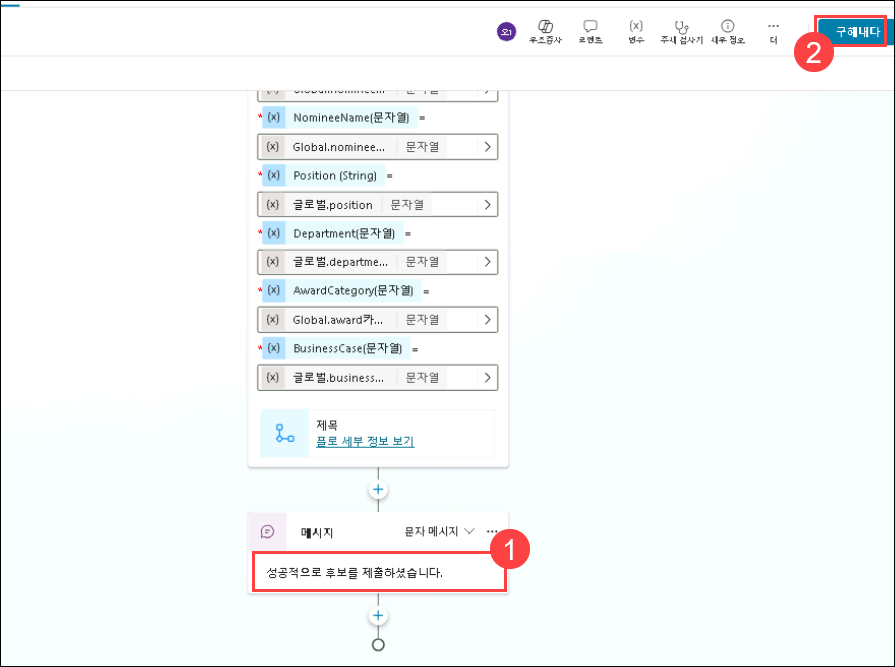 오1
{x}
부조종사
코멘트
변수
주제 검사기
세부 정보
더
구해내다
2
{x} Global.nominee... 문자열
* {x} NomineeName(문자열) =
{x} Global.nominee... 문자열
* {x} Position (String) =
{x} 글로벌.position 문자열
* {x} Department(문자열) =
{x} 글로벌.departme... 문자열
* {x} AwardCategory(문자열) =
{x} Global.award카... 문자열
* {x} BusinessCase(문자열) =
{x} 글로벌.business... 문자열
제목
플로 세부 정보 보기
메시지 문자 메시지 ...
1
성공적으로 후보를 제출하셨습니다.